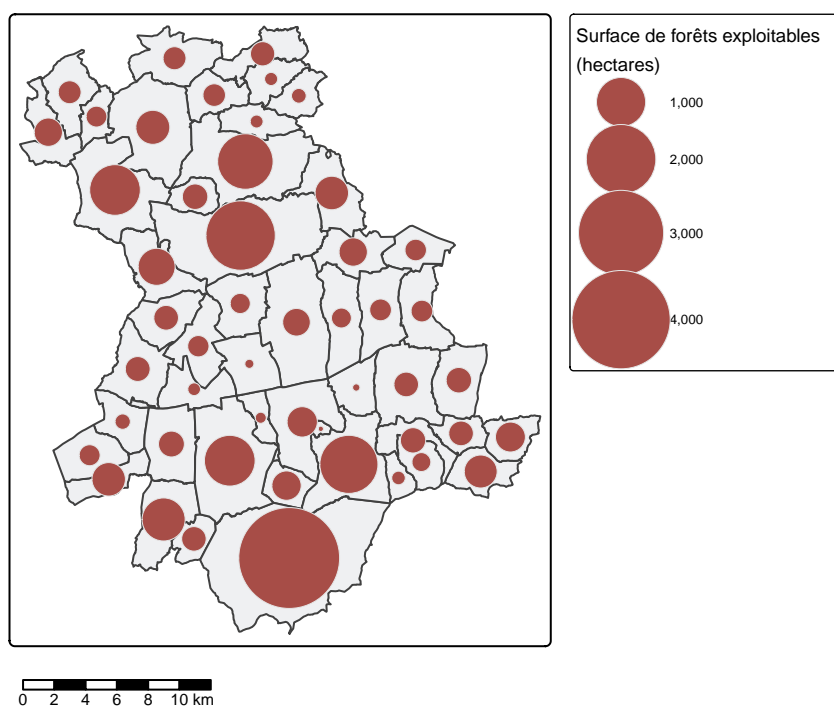 Surface de forêts exploitables
(hectares)
1,000
2,000
3,000
4,000
0 2 4 6 8 10 km